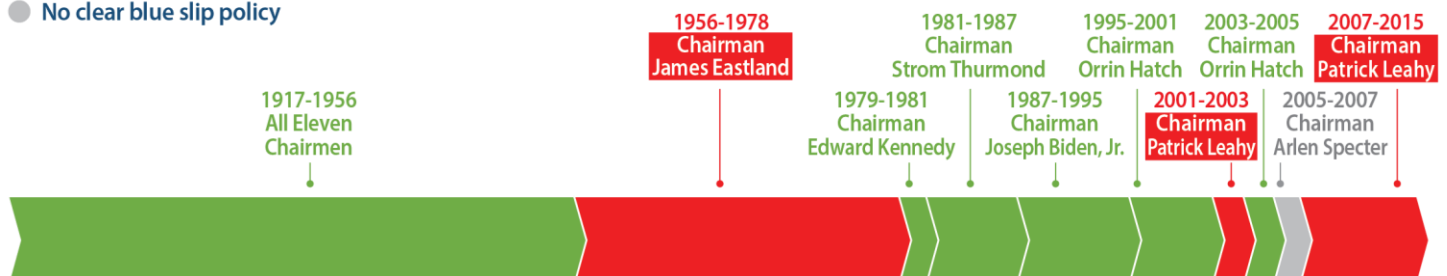 No clear blue slip policy
1917-1956
All Eleven
Chairmen
1956-1978
Chairman
James Eastland
1979-1981
Chairman
Edward Kennedy
1981-1987
Chairman
Strom Thurmond
1987-1995
Chairman
Joseph Biden, Jr.
1995-2001
Chairman
Orrin Hatch
2001-2003
Chairman
Patrick Leahy
2003-2005
Chairman
Orrin Hatch
2005-2007
Chairman
Arlen Specter
2007-2015
Chairman
Patrick Leahy